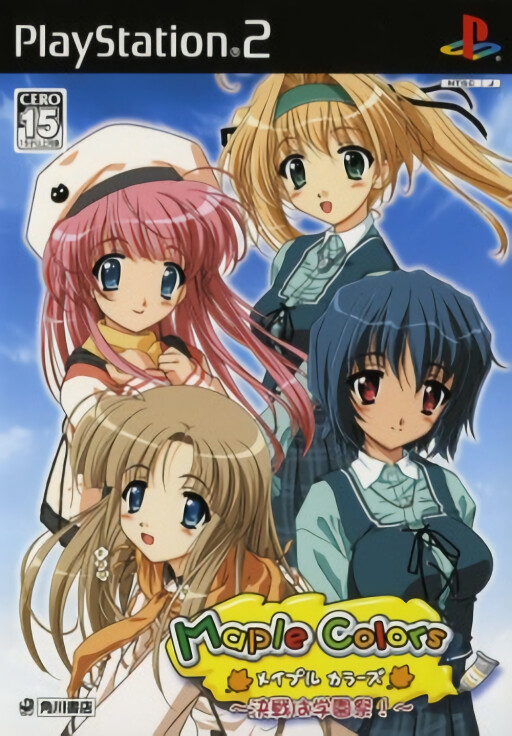 PlayStation®2
NTSC J
CERO
15
15才以上対象
Maple Colors
メイプル カラーズ
～決戦は学園祭！～
角川書店